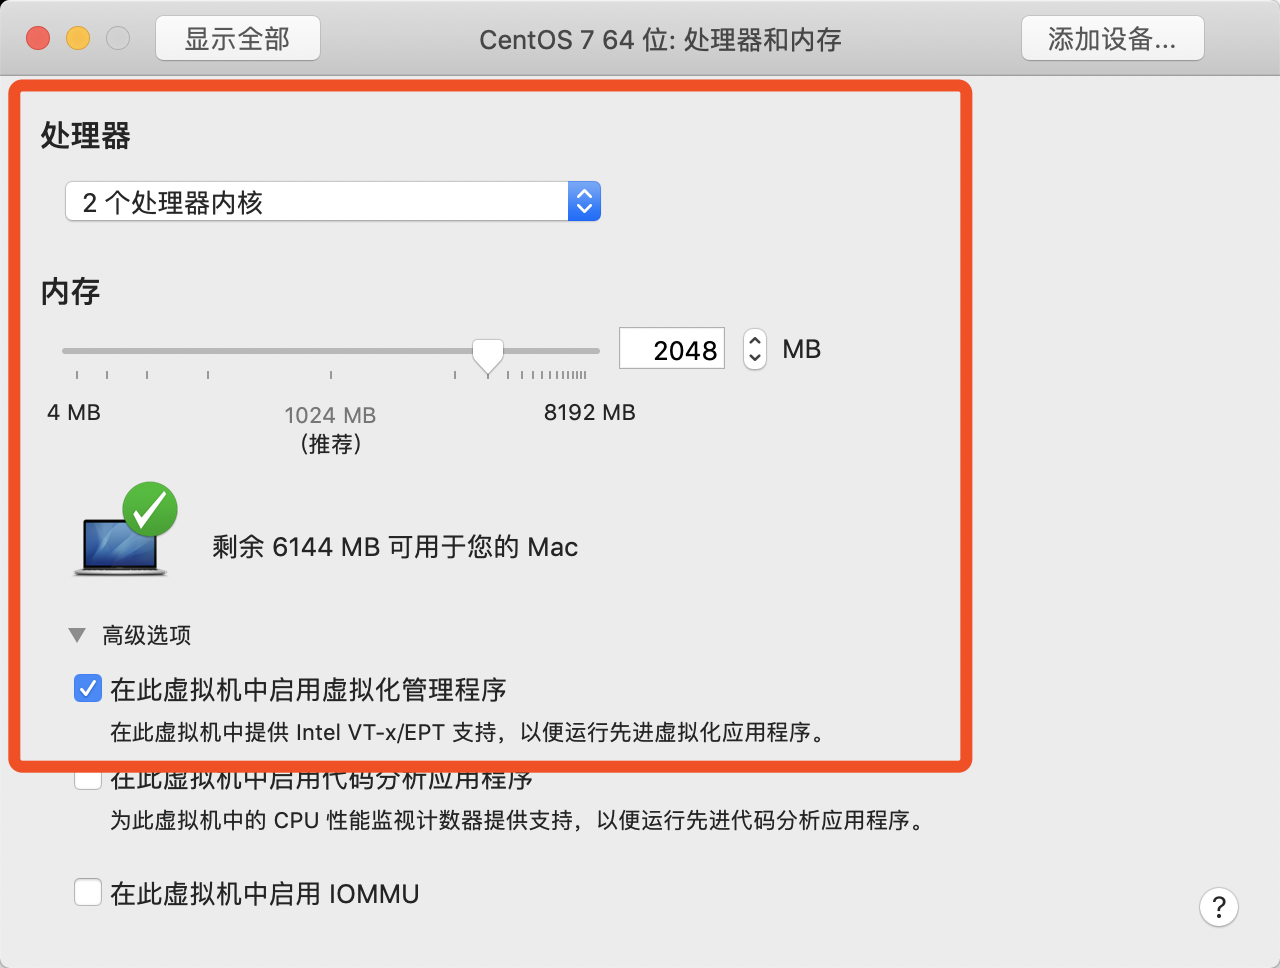 显示全部
CentOS 7 64 位: 处理器和内存
添加设备...
处理器
2 个处理器内核
内存
2048
MB
4 MB
1024 MB
8192 MB
(推荐)
剩余 6144 MB 可用于您的 Mac
高级选项
在此虚拟机中启用虚拟化管理程序
在此虚拟机中提供 Intel VT-x/EPT 支持，以便运行先进虚拟化应用程序。
在此虚拟机中启用代码分析应用程序
为此虚拟机中的 CPU 性能监视计数器提供支持，以便运行先进代码分析应用程序。
在此虚拟机中启用 IOMMU
?